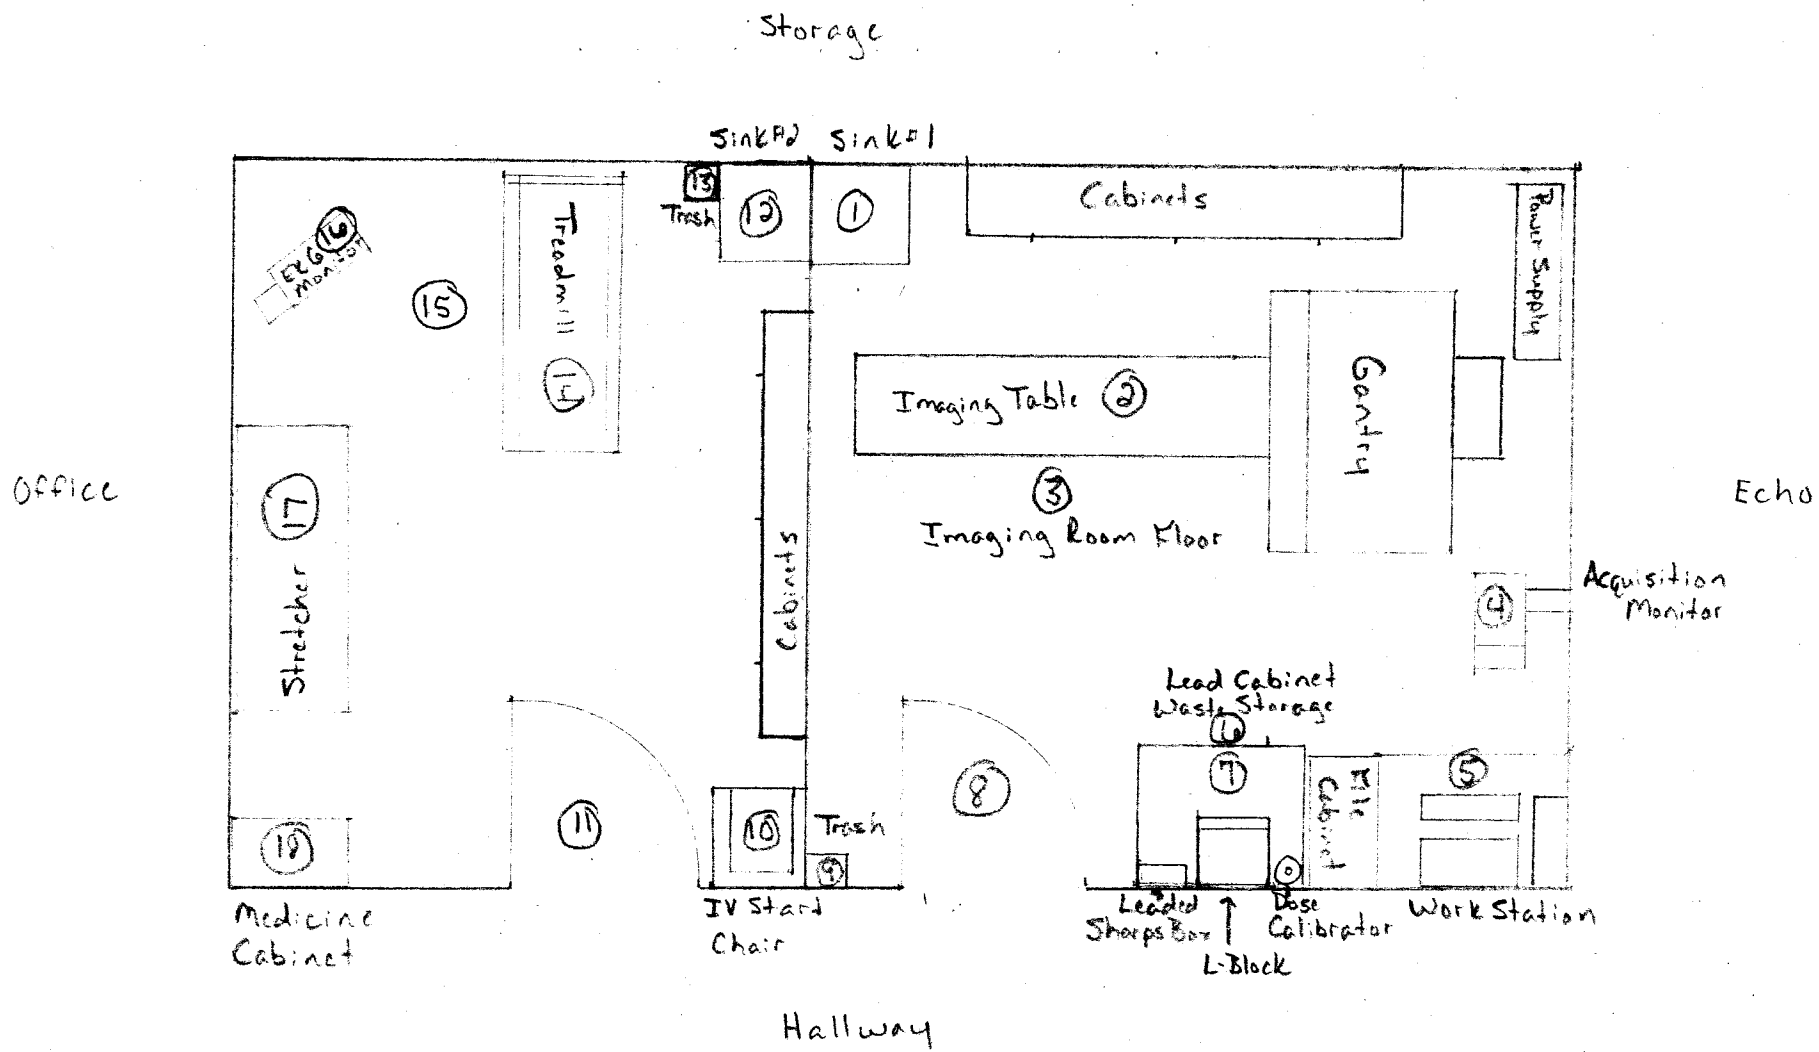 Storage
Sink#2
Sink#1
13
Trash
12
1
Cabinets
Power Supply
EKG
Monitor
16
15
Treadmill
14
Imaging Table 2
Gantry
Office
3
Imaging Room Floor
Echo
17
Stretcher
Cabinets
4
Acquisition
Monitor
Lead Cabinet
Waste Storage
6
7
File
Cabinet
5
8
11
10
Trash
9
18
Medicine
Cabinet
IV Start
Chair
Leaded
Sharps Box
L-Block
Dose
Calibrator
Work Station
Hallway